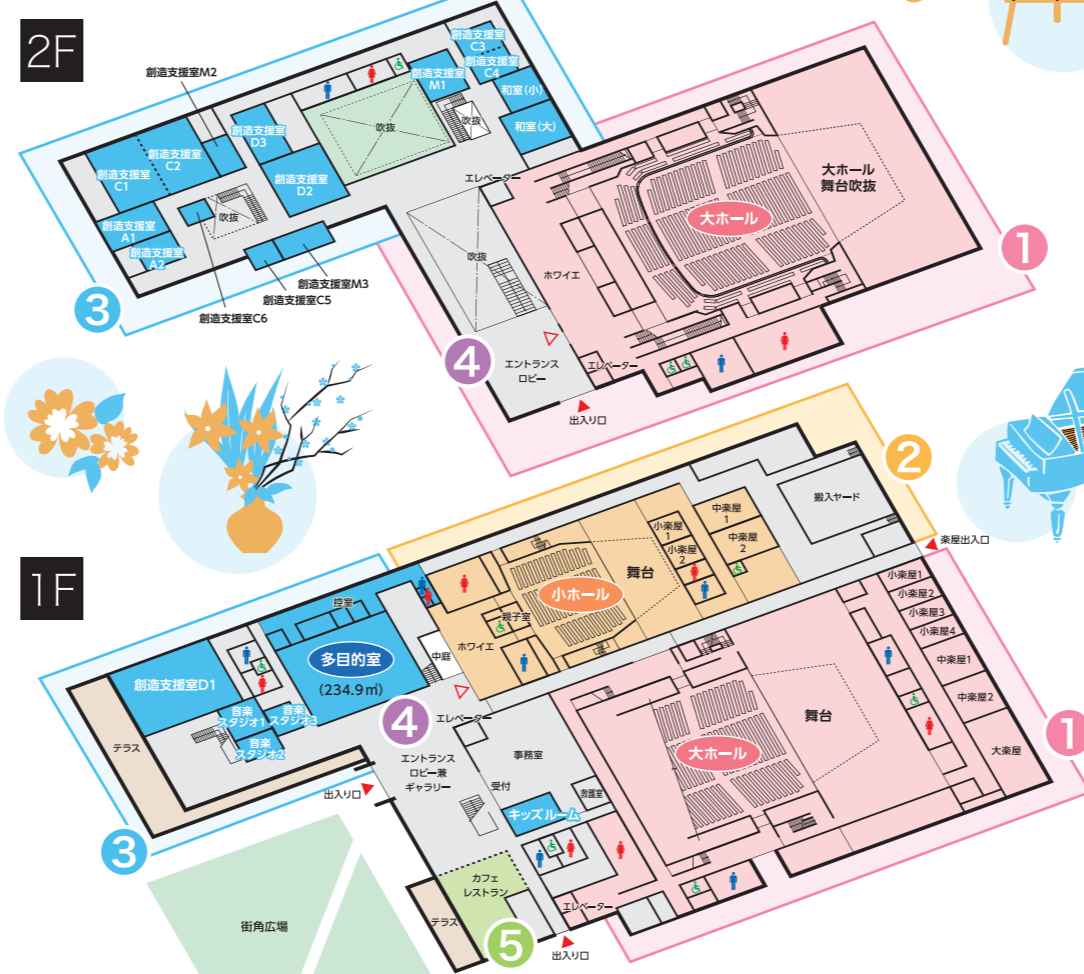 2F
創造支援室M2
創造支援室
C3
創造支援室
C4
創造支援室
M1
和室(小)
和室(大)
吹抜
吹抜
創造支援室
D3
創造支援室
C2
創造支援室
C1
創造支援室
D2
エレベーター
大ホール
舞台吹抜
大ホール
創造支援室
A1
創造支援室
A2
吹抜
吹抜
ホワイエ
創造支援室M3
創造支援室C5
創造支援室C6
3
1
4
エントランス
ロビー
エレベーター
出入り口
1F
2
搬入ヤード
中楽屋
1
中楽屋
2
小楽屋
1
小楽屋
2
楽屋出入口
舞台
小ホール
親子室
ホワイエ
控室
中庭
多目的室
(234.9㎡)
創造支援室D1
音楽
スタジオ1
音楽
スタジオ3
音楽
スタジオ2
テラス
小楽屋1
小楽屋2
小楽屋3
小楽屋4
中楽屋1
中楽屋2
大楽屋
1
舞台
大ホール
4
エレベーター
エントランス
ロビー兼
ギャラリー
事務室
受付
救護室
キッズルーム
出入り口
3
カフェ
レストラン
テラス
エレベーター
5
出入り口
街角広場